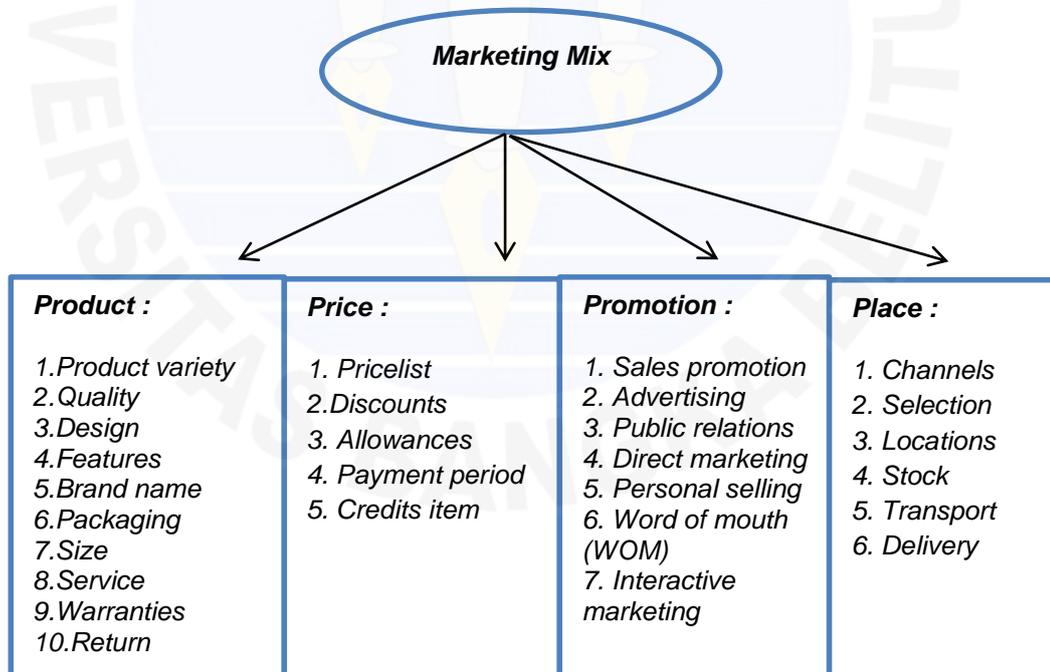 Marketing Mix
Product :
1.Product variety
2.Quality
3.Design
4.Features
5.Brand name
6.Packaging
7.Size
8.Service
9.Warranties
10.Return
Price :
1. Pricelist
2.Discounts
3. Allowances
4. Payment period
5. Credits item
Promotion :
1. Sales promotion
2. Advertising
3. Public relations
4. Direct marketing
5. Personal selling
6. Word of mouth
(WOM)
7. Interactive
marketing
Place :
1. Channels
2. Selection
3. Locations
4. Stock
5. Transport
6. Delivery
VERSITAS BANGKA BELITU